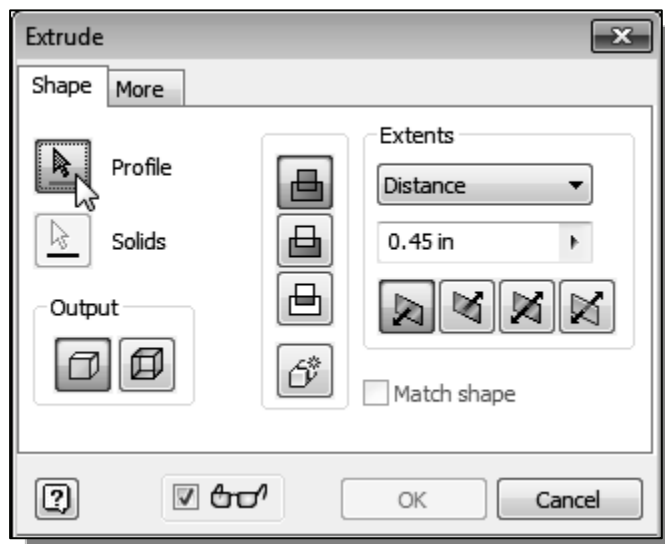 Extrude
Shape More
Profile
Solids
Output
Extents
Distance
0.45 in
Match shape
?
OK Cancel